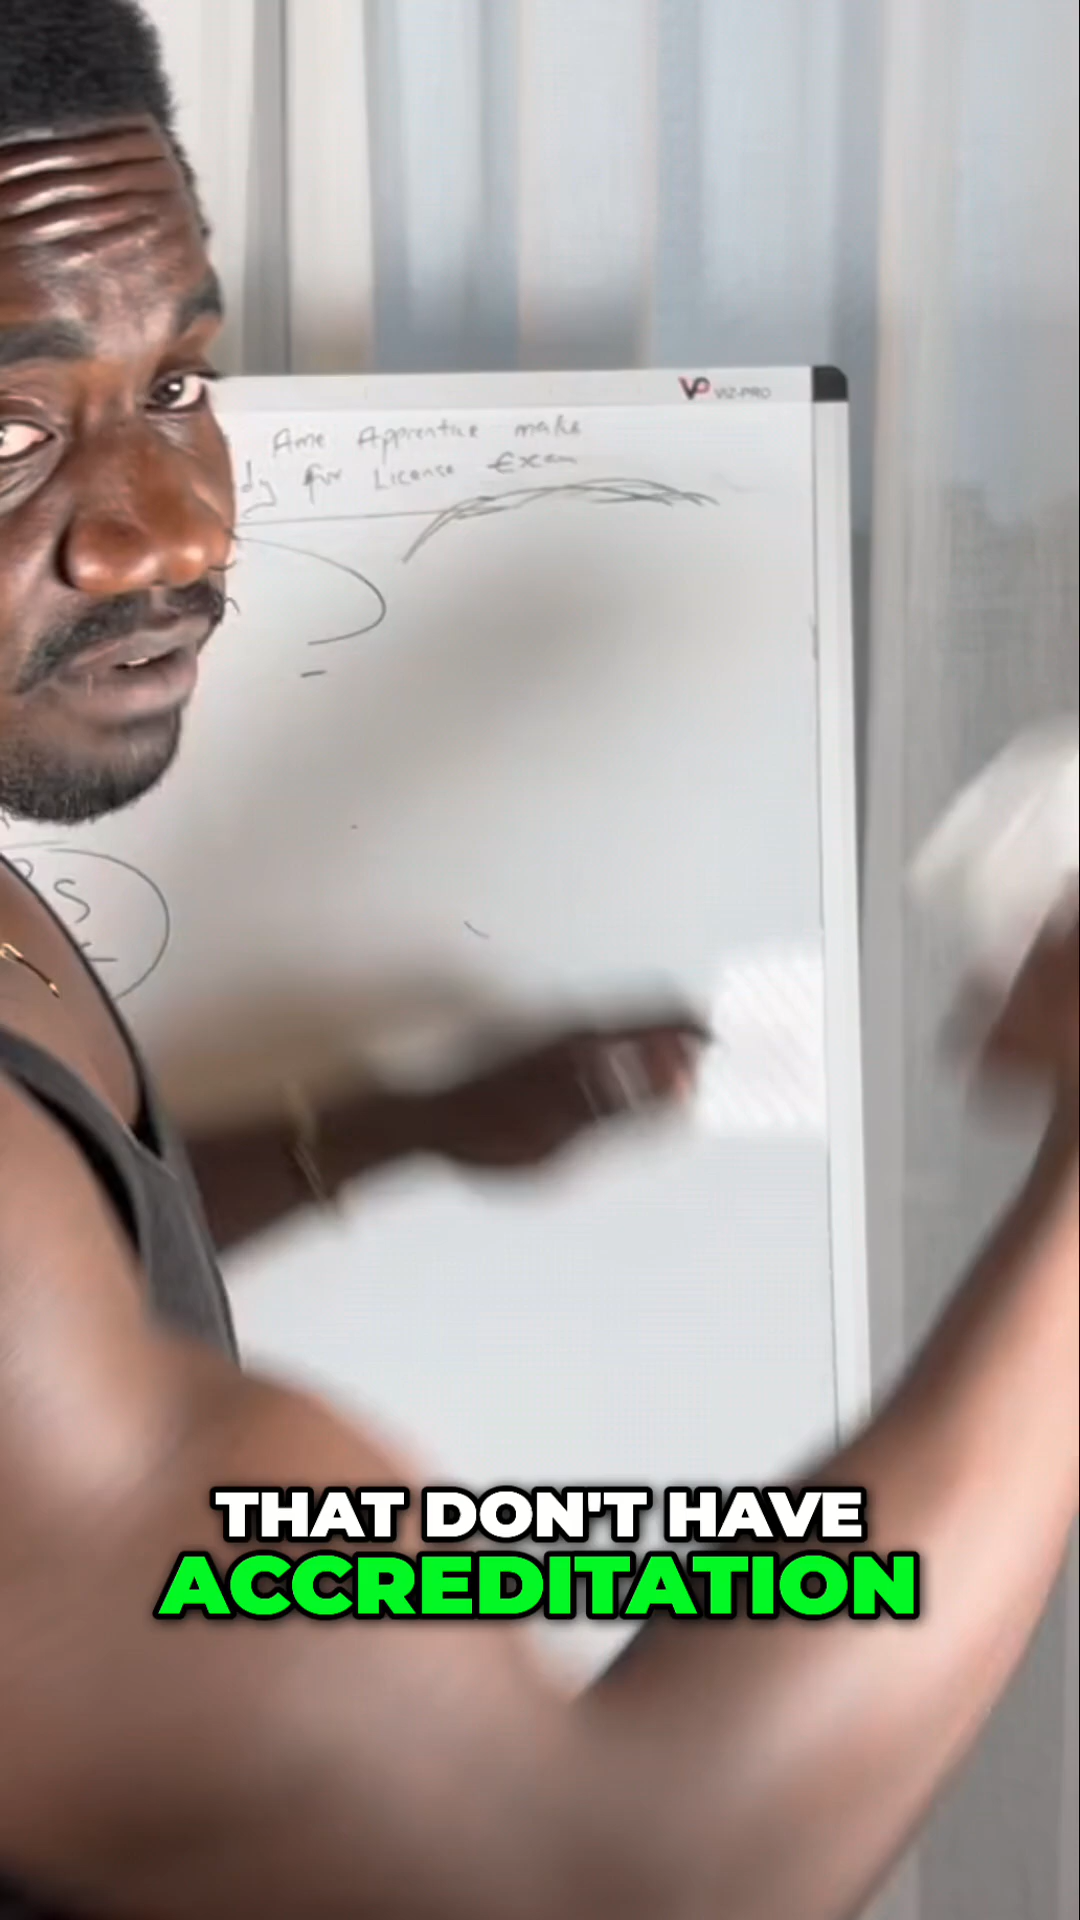 VP VIZ-PRO
Ame Apprentice make
dy for License Exam
S
THAT DON'T HAVE
ACCREDITATION